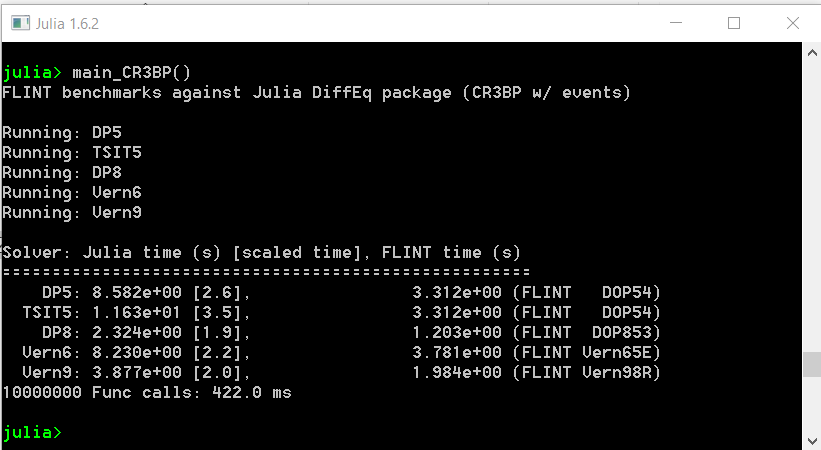 Julia 1.6.2
julia> main_CR3BP()
FLINT benchmarks against Julia DiffEq package (CR3BP w/ events)
Running: DP5
Running: TSIT5
Running: DP8
Running: Vern6
Running: Vern9
Solver: Julia time (s) [scaled time], FLINT time (s)
=====================================================
    DP5: 8.582e+00 [2.6],                 3.312e+00 (FLINT   DOP54)
  TSIT5: 1.163e+01 [3.5],                 3.312e+00 (FLINT   DOP54)
    DP8: 2.324e+00 [1.9],                 1.203e+00 (FLINT  DOP853)
  Vern6: 8.230e+00 [2.2],                 3.781e+00 (FLINT Vern65E)
  Vern9: 3.877e+00 [2.0],                 1.984e+00 (FLINT Vern98R)
10000000 Func calls: 422.0 ms
julia>